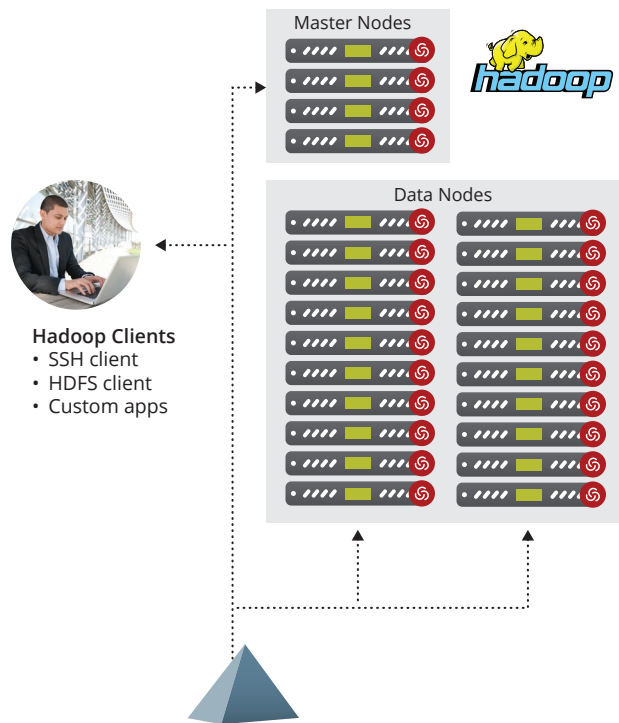 Master Nodes
hadoop
Data Nodes
Hadoop Clients
• SSH client
• HDFS client
• Custom apps